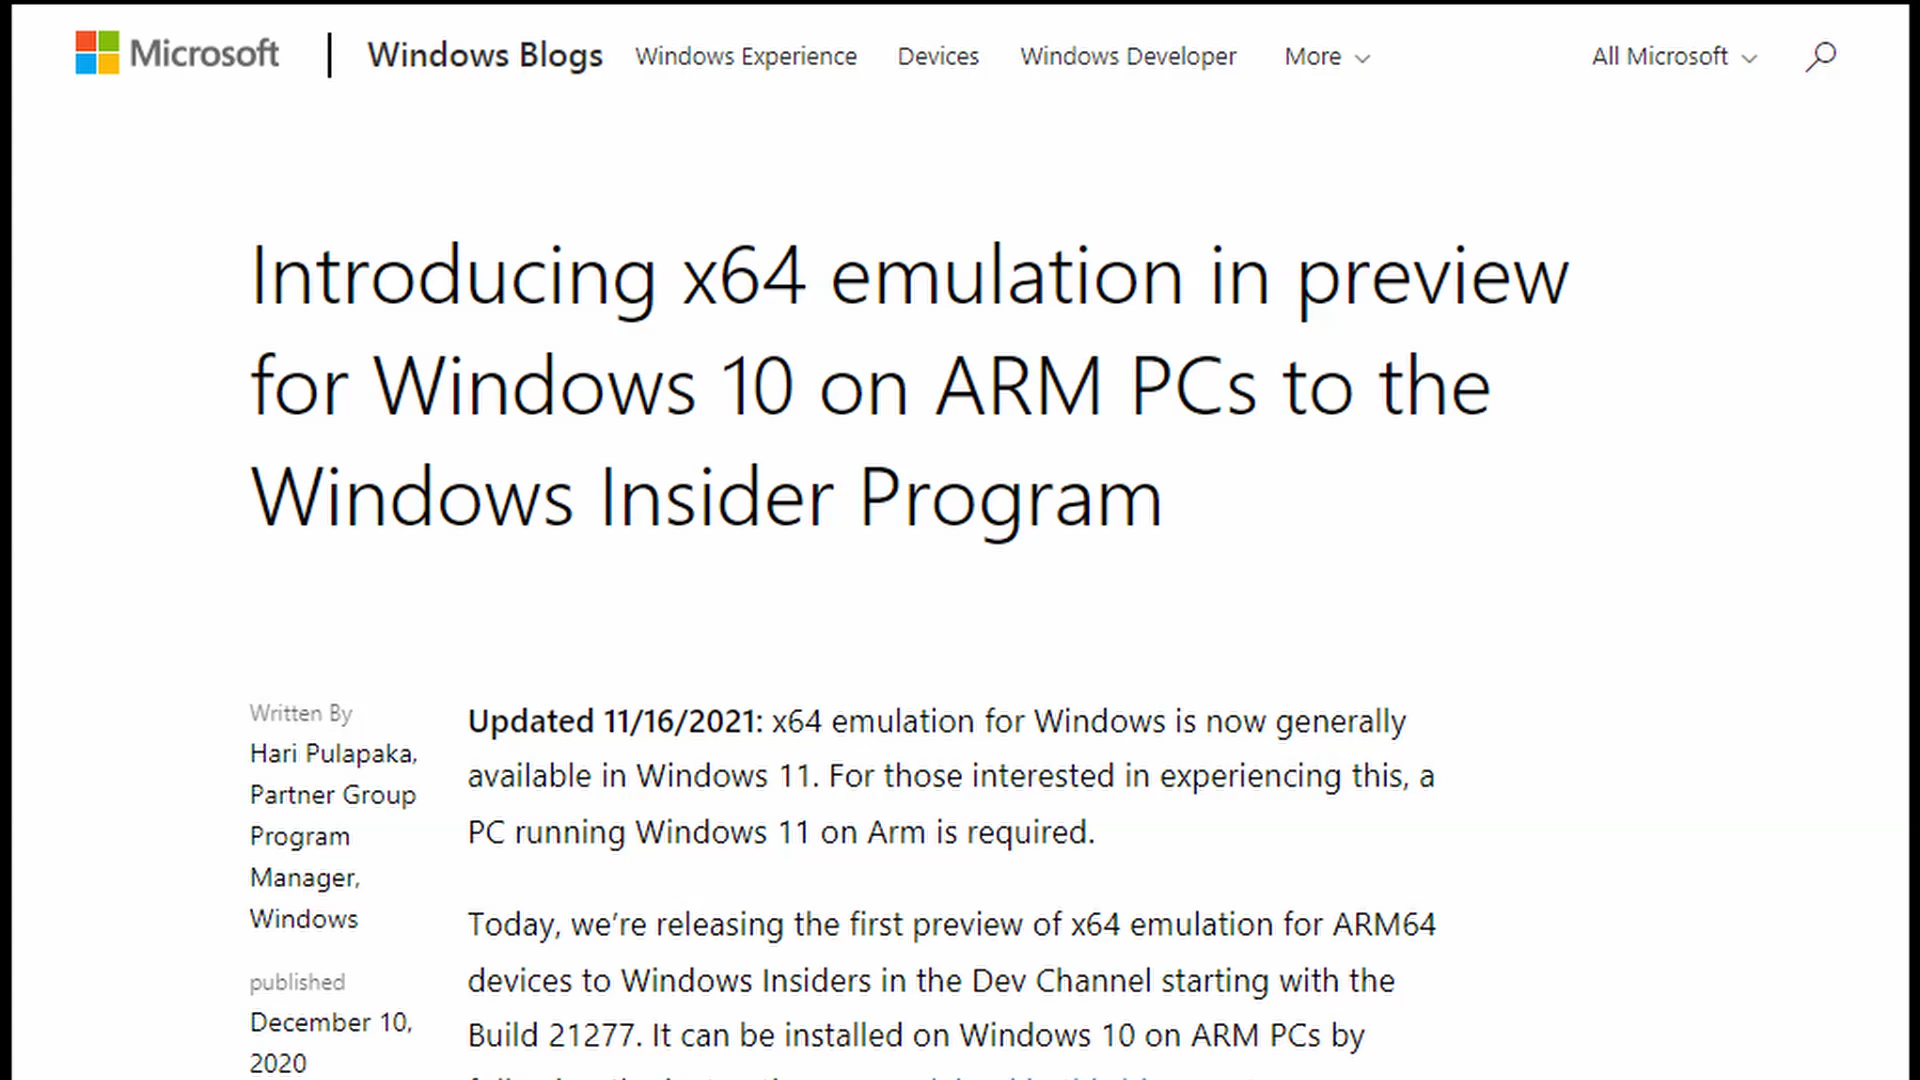 Microsoft | Windows Blogs Windows Experience Devices Windows Developer More All Microsoft
Introducing x64 emulation in preview
for Windows 10 on ARM PCs to the
Windows Insider Program
Written By
Hari Pulapaka,
Partner Group
Program
Manager,
Windows
published
December 10,
2020
Updated 11/16/2021: x64 emulation for Windows is now generally
available in Windows 11. For those interested in experiencing this, a
PC running Windows 11 on Arm is required.
Today, we’re releasing the first preview of x64 emulation for ARM64
devices to Windows Insiders in the Dev Channel starting with the
Build 21277. It can be installed on Windows 10 on ARM PCs by